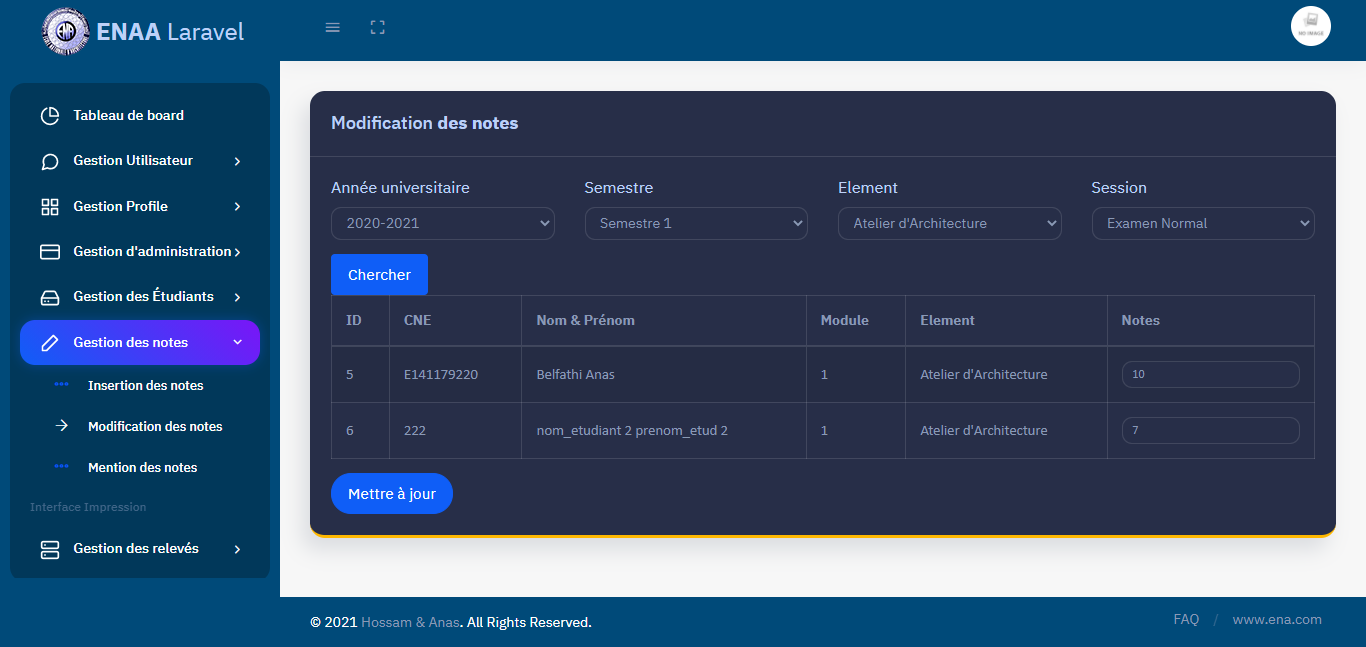 ENAA Laravel
NO IMAGE
Tableau de board
Gestion Utilisateur
Gestion Profile
Gestion d'administration
Gestion des Étudiants
Gestion des notes
Insertion des notes
Modification des notes
Mention des notes
Interface Impression
Gestion des relevés
Modification des notes
Année universitaire Semestre Element Session
2020-2021 Semestre 1 Atelier d'Architecture Examen Normal
Chercher
ID CNE Nom & Prénom Module Element Notes
5 E141179220 Belfathi Anas 1 Atelier d'Architecture 10
6 222 nom_etudiant 2 prenom_etud 2 1 Atelier d'Architecture 7
Mettre à jour
© 2021 Hossam & Anas. All Rights Reserved. FAQ / www.ena.com